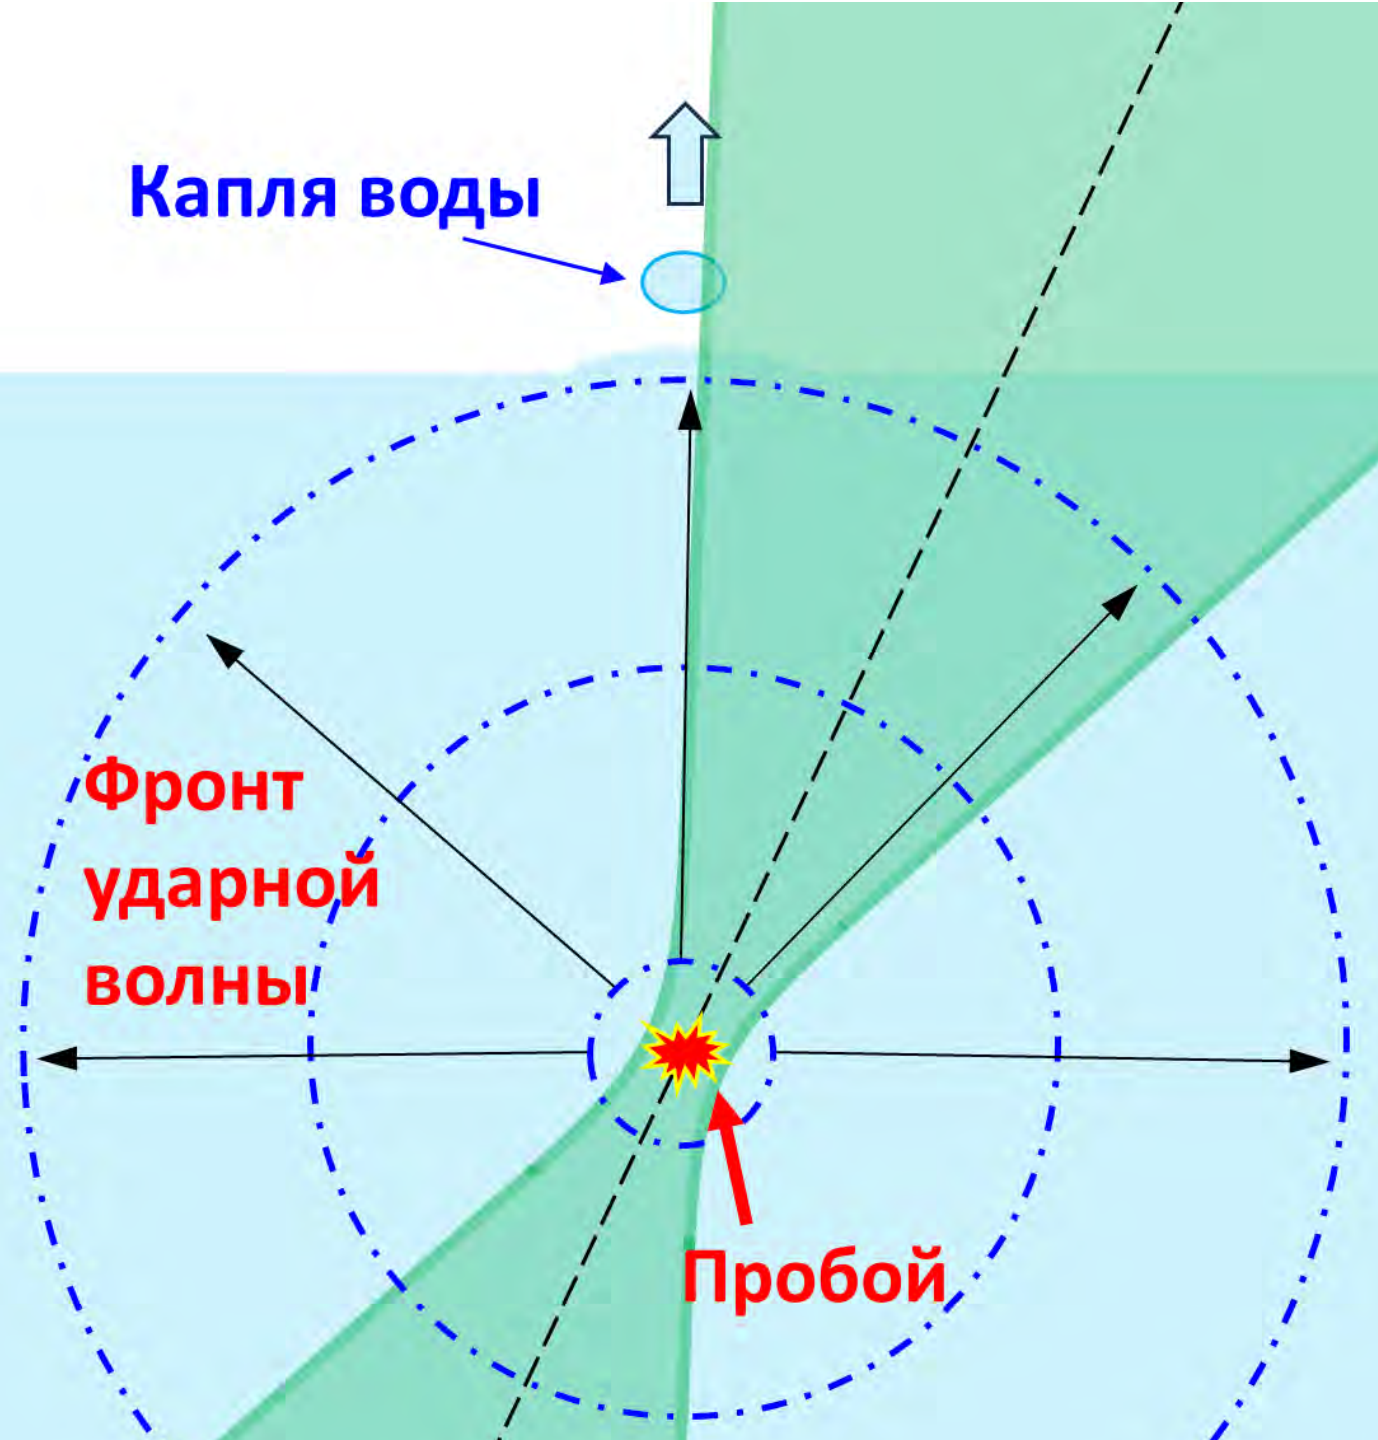 Капля воды
Фронт
ударной
волны
Пробой